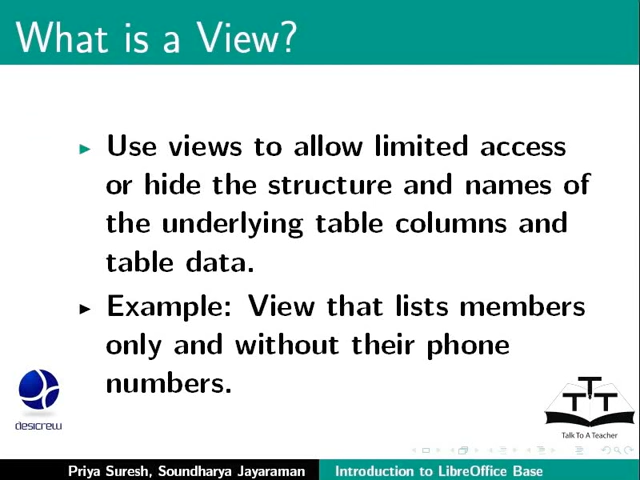 What is a View?
Use views to allow limited access
or hide the structure and names of
the underlying table columns and
table data.
Example: View that lists members
only and without their phone
numbers.
desicrew
TTT
Talk To A Teacher
Priya Suresh, Soundharya Jayaraman
Introduction to LibreOffice Base